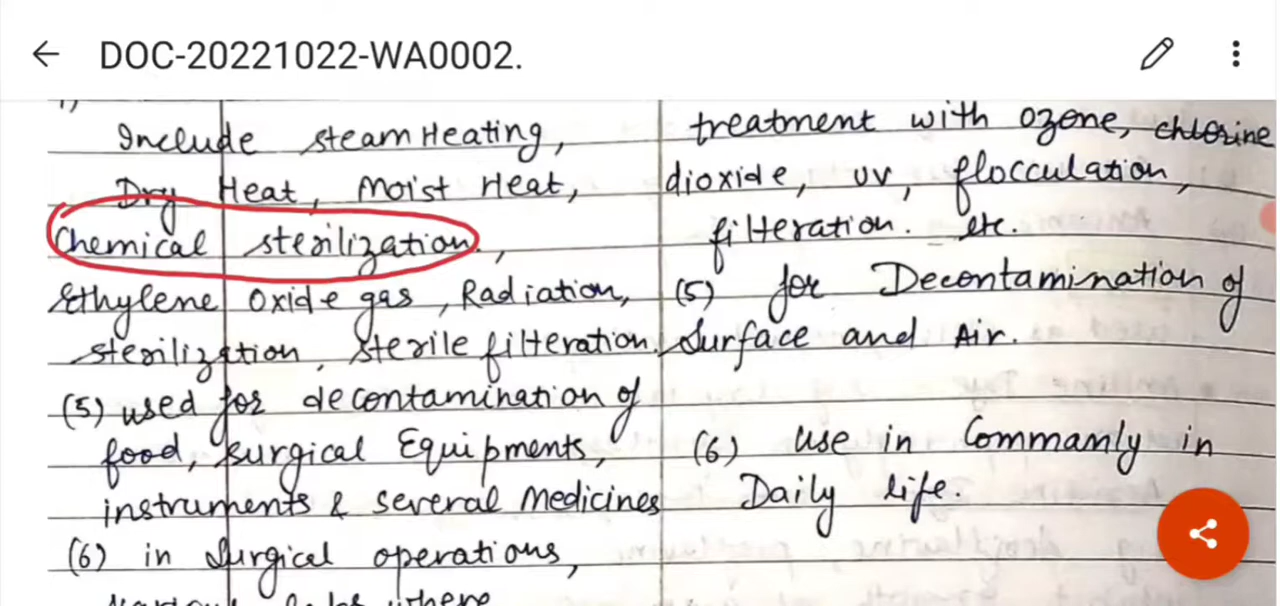 DOC-20221022-WA0002.
Include steam Heating,
Dry Heat, Moist Heat,
Chemical sterilization.,
Ethylene oxide gas, Radiation,
sterilization, sterile filteration.
(5) used for decontamination of
food, surgical Equipments,
instruments & several Medicines
(6) in surgical operations,
where
treatment with ozone, chlorine
dioxide, UV, flocculation,
filteration. etc.
(5) for Decontamination of
Surface and Air.
(6) use in Commamly in
Daily life.